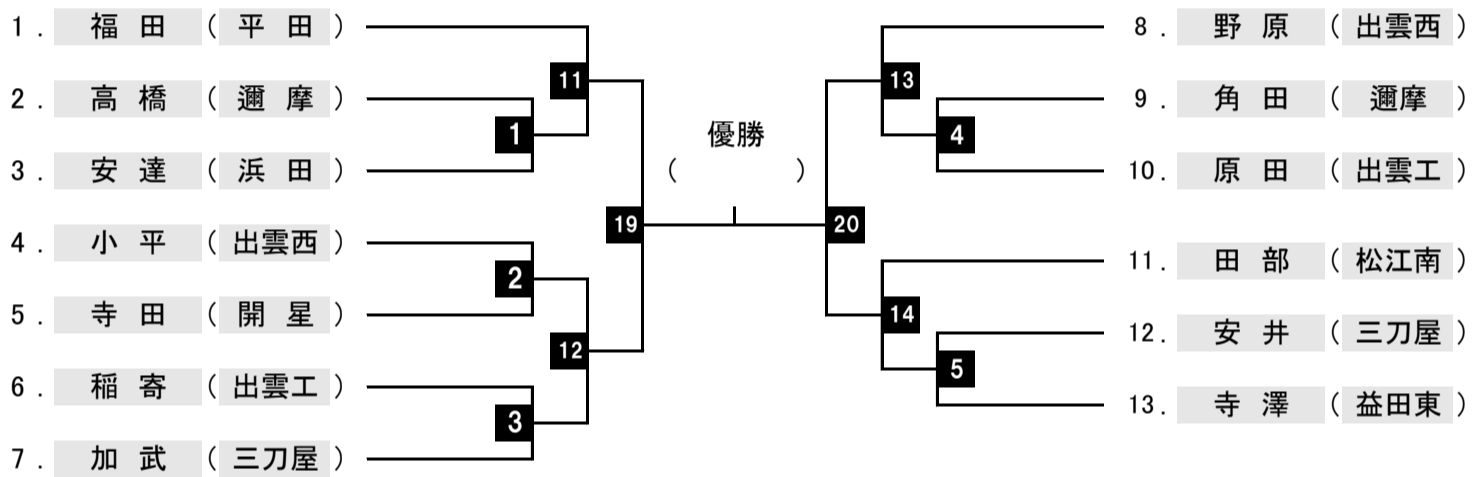 1. 福田 (平田)
11
2. 高橋 (邇摩)
1
3. 安達 (浜田)
19
4. 小平 (出雲西)
2
5. 寺田 (開星)
12
6. 稲寄 (出雲工)
3
7. 加武 (三刀屋)
優勝
( )
8. 野原 (出雲西)
13
9. 角田 (邇摩)
4
10. 原田 (出雲工)
20
11. 田部 (松江南)
14
12. 安井 (三刀屋)
5
13. 寺澤 (益田東)